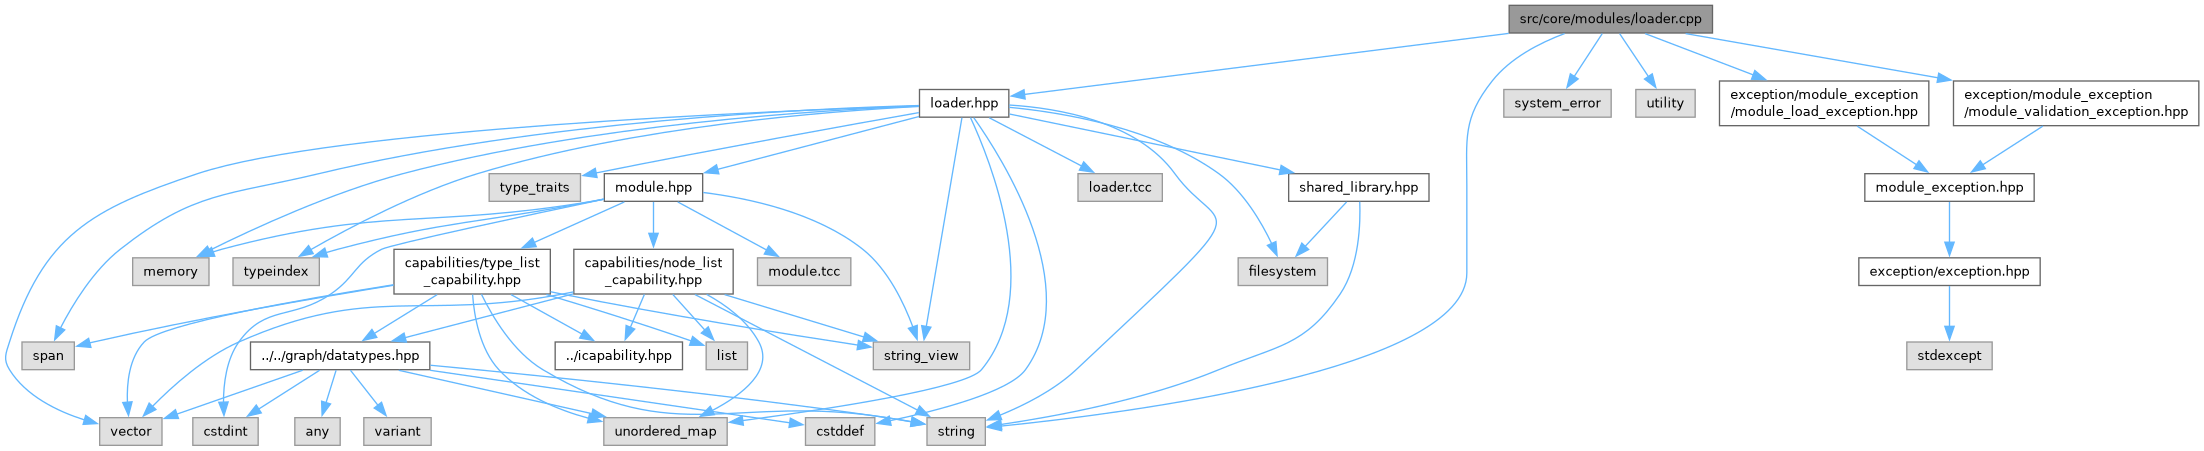 src/core/modules/loader.cpp
loader.hpp
system_error
utility
exception/module_exception
/module_load_exception.hpp
exception/module_exception
/module_validation_exception.hpp
type_traits
module.hpp
loader.tcc
shared_library.hpp
module_exception.hpp
memory
typeindex
capabilities/type_list
_capability.hpp
capabilities/node_list
_capability.hpp
module.tcc
filesystem
exception/exception.hpp
span
../../graph/datatypes.hpp
../icapability.hpp
list
string_view
stdexcept
vector
cstdint
any
variant
unordered_map
cstddef
string